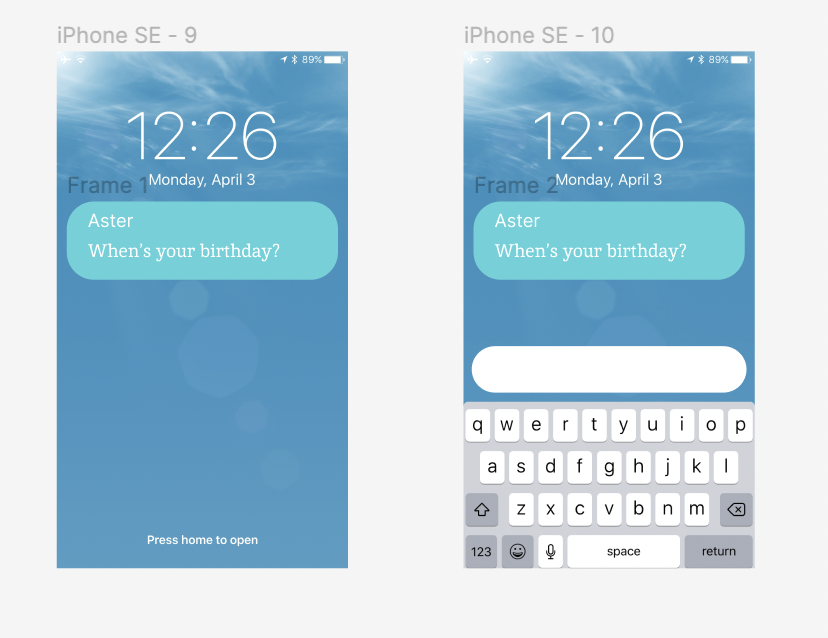 iPhone SE - 9
89%
12:26
Monday, April 3
Frame 1
Aster
When's your birthday?
Press home to open
iPhone SE - 10
89%
12:26
Monday, April 3
Frame 2
Aster
When's your birthday?
q w e r t y u i o p
a s d f g h j k l
z x c v b n m
123 space return